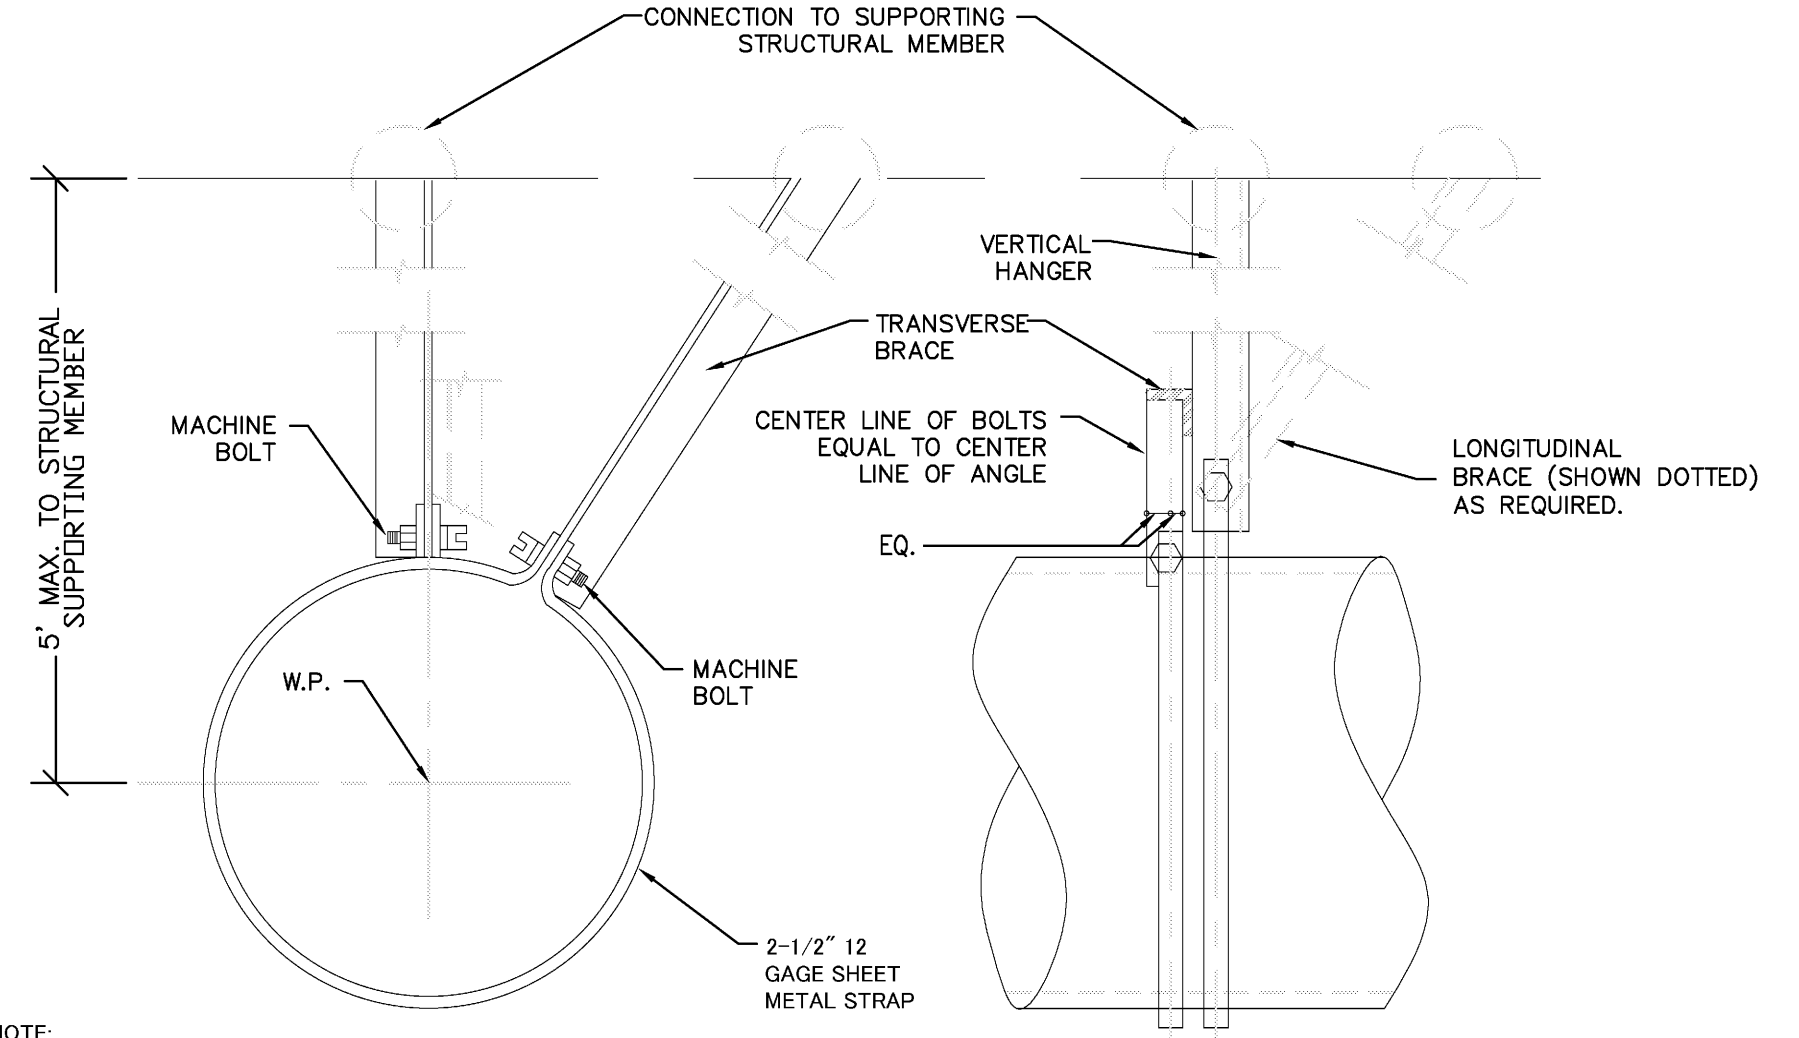 CONNECTION TO SUPPORTING
STRUCTURAL MEMBER
VERTICAL
HANGER
5' MAX. TO STRUCTURAL
SUPPORTING MEMBER
TRANSVERSE
BRACE
MACHINE
BOLT
CENTER LINE OF BOLTS
EQUAL TO CENTER
LINE OF ANGLE
LONGITUDINAL
BRACE (SHOWN DOTTED)
AS REQUIRED.
EQ.
MACHINE
BOLT
W.P.
2-1/2" 12
GAGE SHEET
METAL STRAP